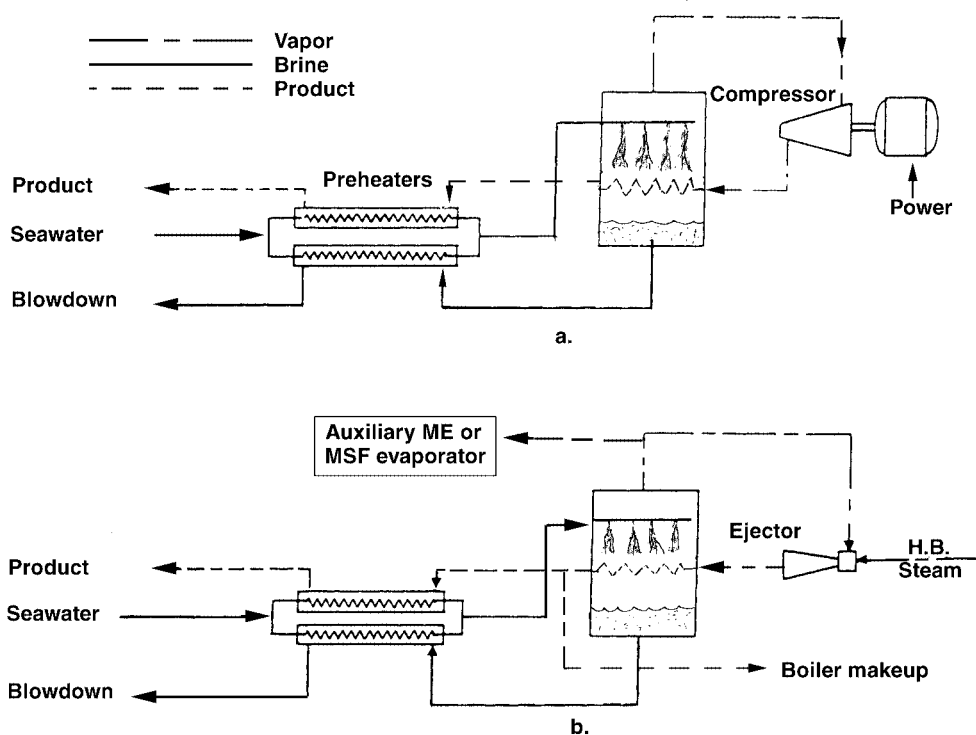 Vapor
Brine
Product
Compressor
Power
Product
Preheaters
Seawater
Blowdown
a.
Auxiliary ME or
MSF evaporator
Ejector
H.B.
Steam
Product
Seawater
Boiler makeup
Blowdown
b.